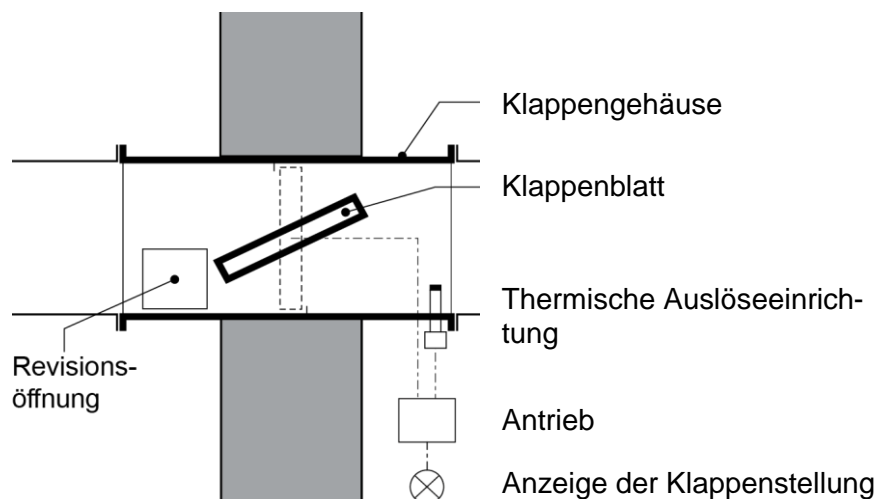 Klappengehäuse
Klappenblatt
Thermische Auslöseeinrich-
tung
Revisions-
öffnung
Antrieb
Anzeige der Klappenstellung